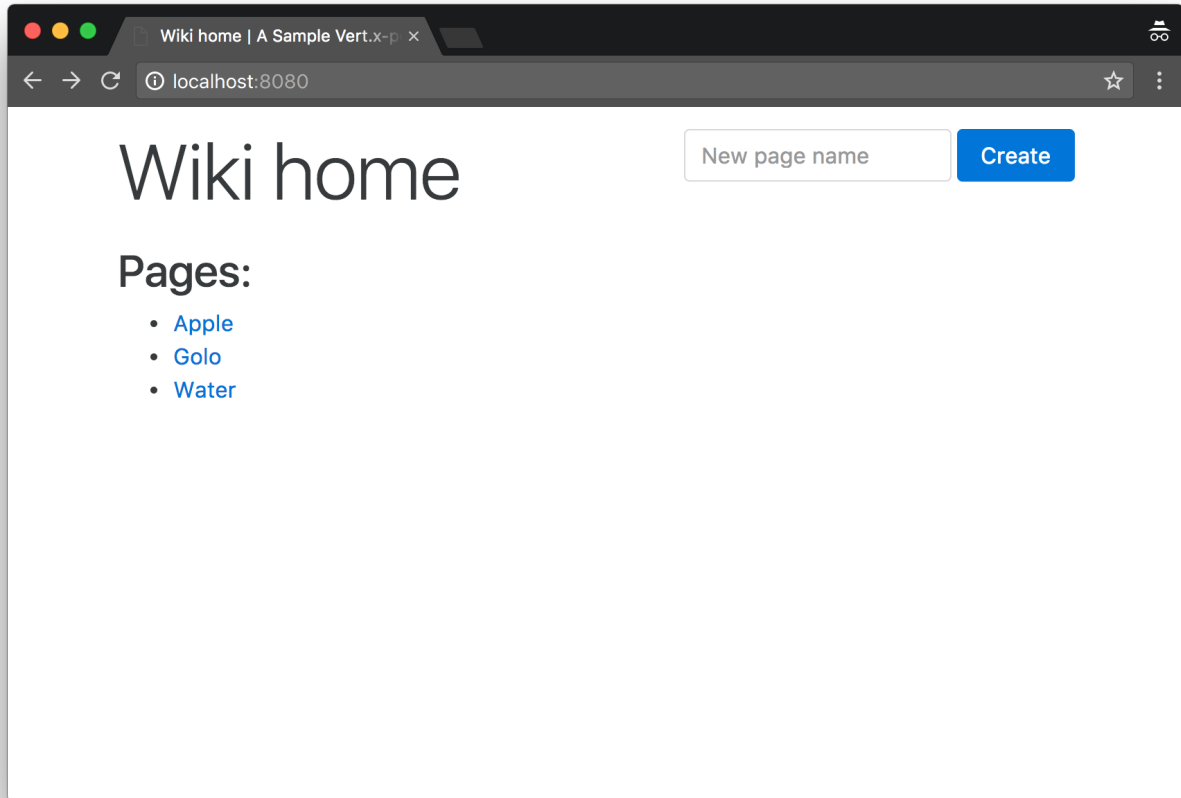 Wiki home | A Sample Vert.x-p
localhost:8080
Wiki home
New page name
Create
Pages:
Apple
Golo
Water